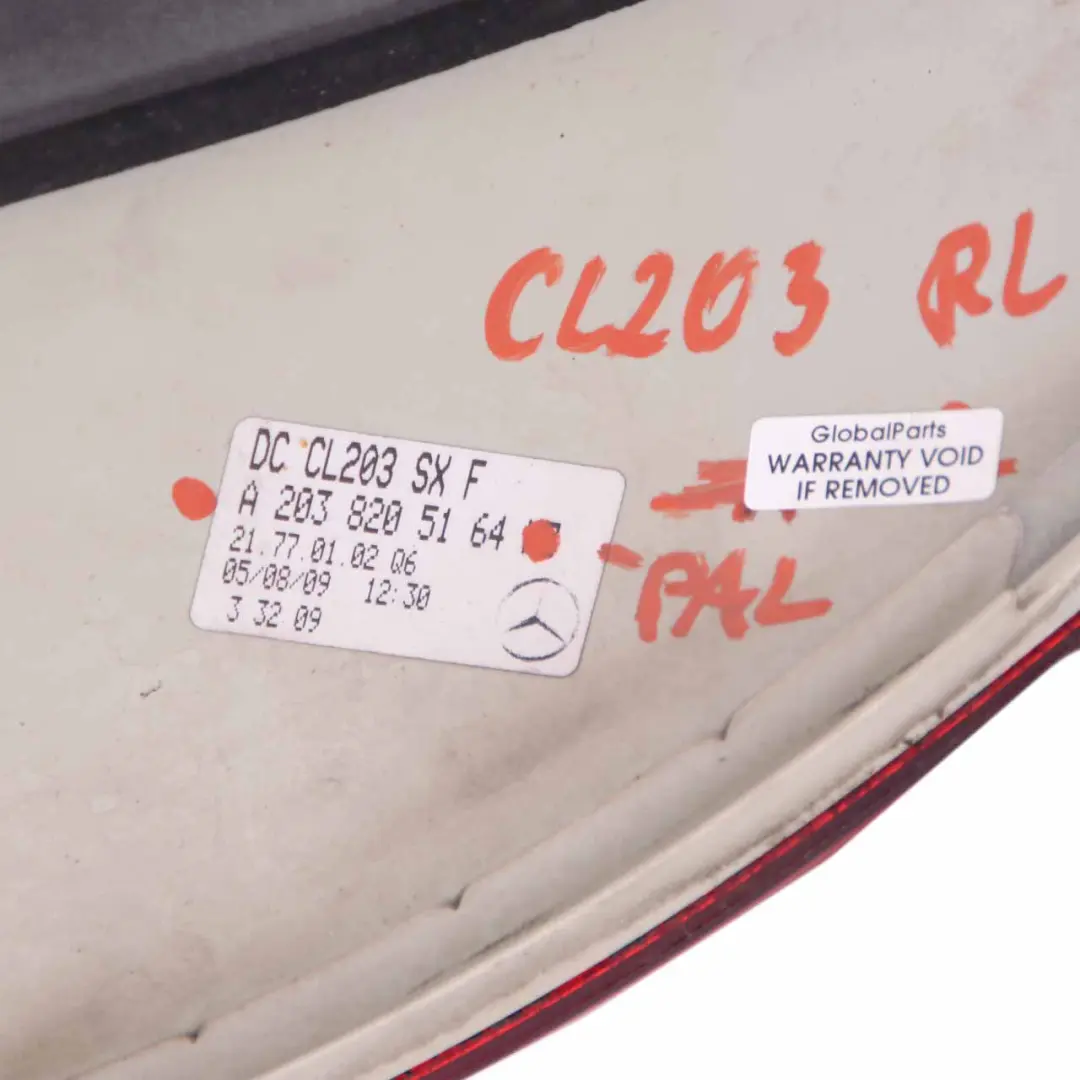 CL203 RL
DC CL203 SX F
A 203 820 51 64
21.77.01.02 Q6
05/08/09 12:30
3 32 09
GlobalParts
WARRANTY VOID
IF REMOVED
PAL